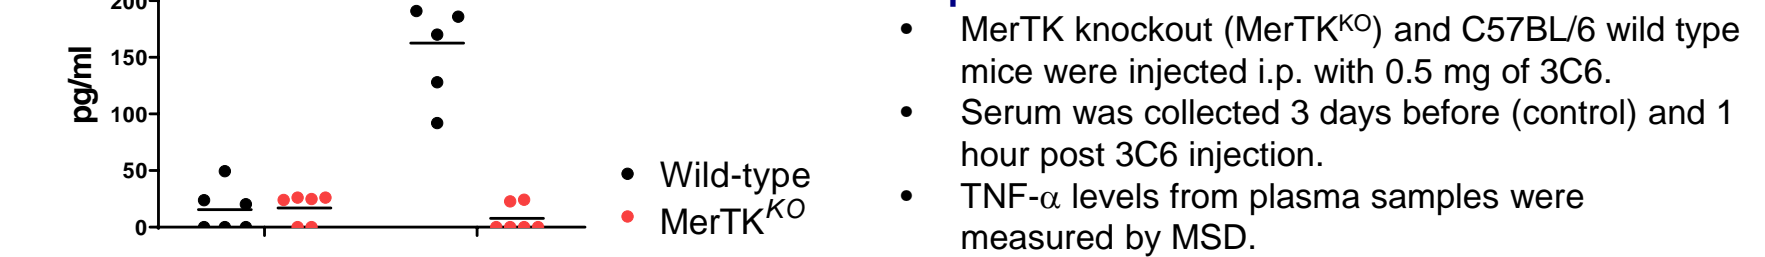 200
150
100
50
0
pg/ml
Wild-type
MerTKKO
• MerTK knockout (MerTKKO) and C57BL/6 wild type
mice were injected i.p. with 0.5 mg of 3C6.
• Serum was collected 3 days before (control) and 1
hour post 3C6 injection.
• TNF-α levels from plasma samples were
measured by MSD.